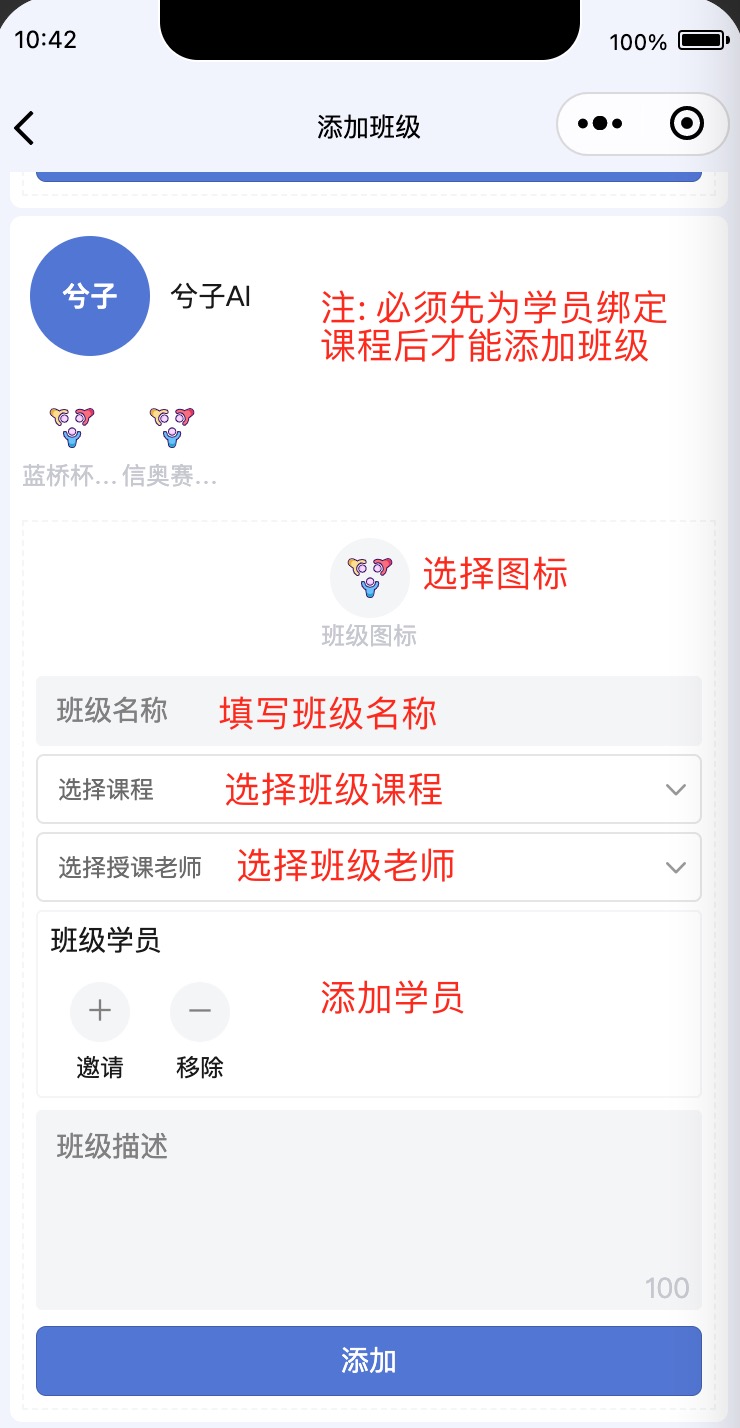 10:42
100%
添加班级
兮子
兮子AI
注: 必须先为学员绑定
课程后才能添加班级
蓝桥杯... 信奥赛...
选择图标
班级图标
班级名称 填写班级名称
选择课程 选择班级课程
选择授课老师 选择班级老师
班级学员
添加学员
邀请 移除
班级描述
100
添加